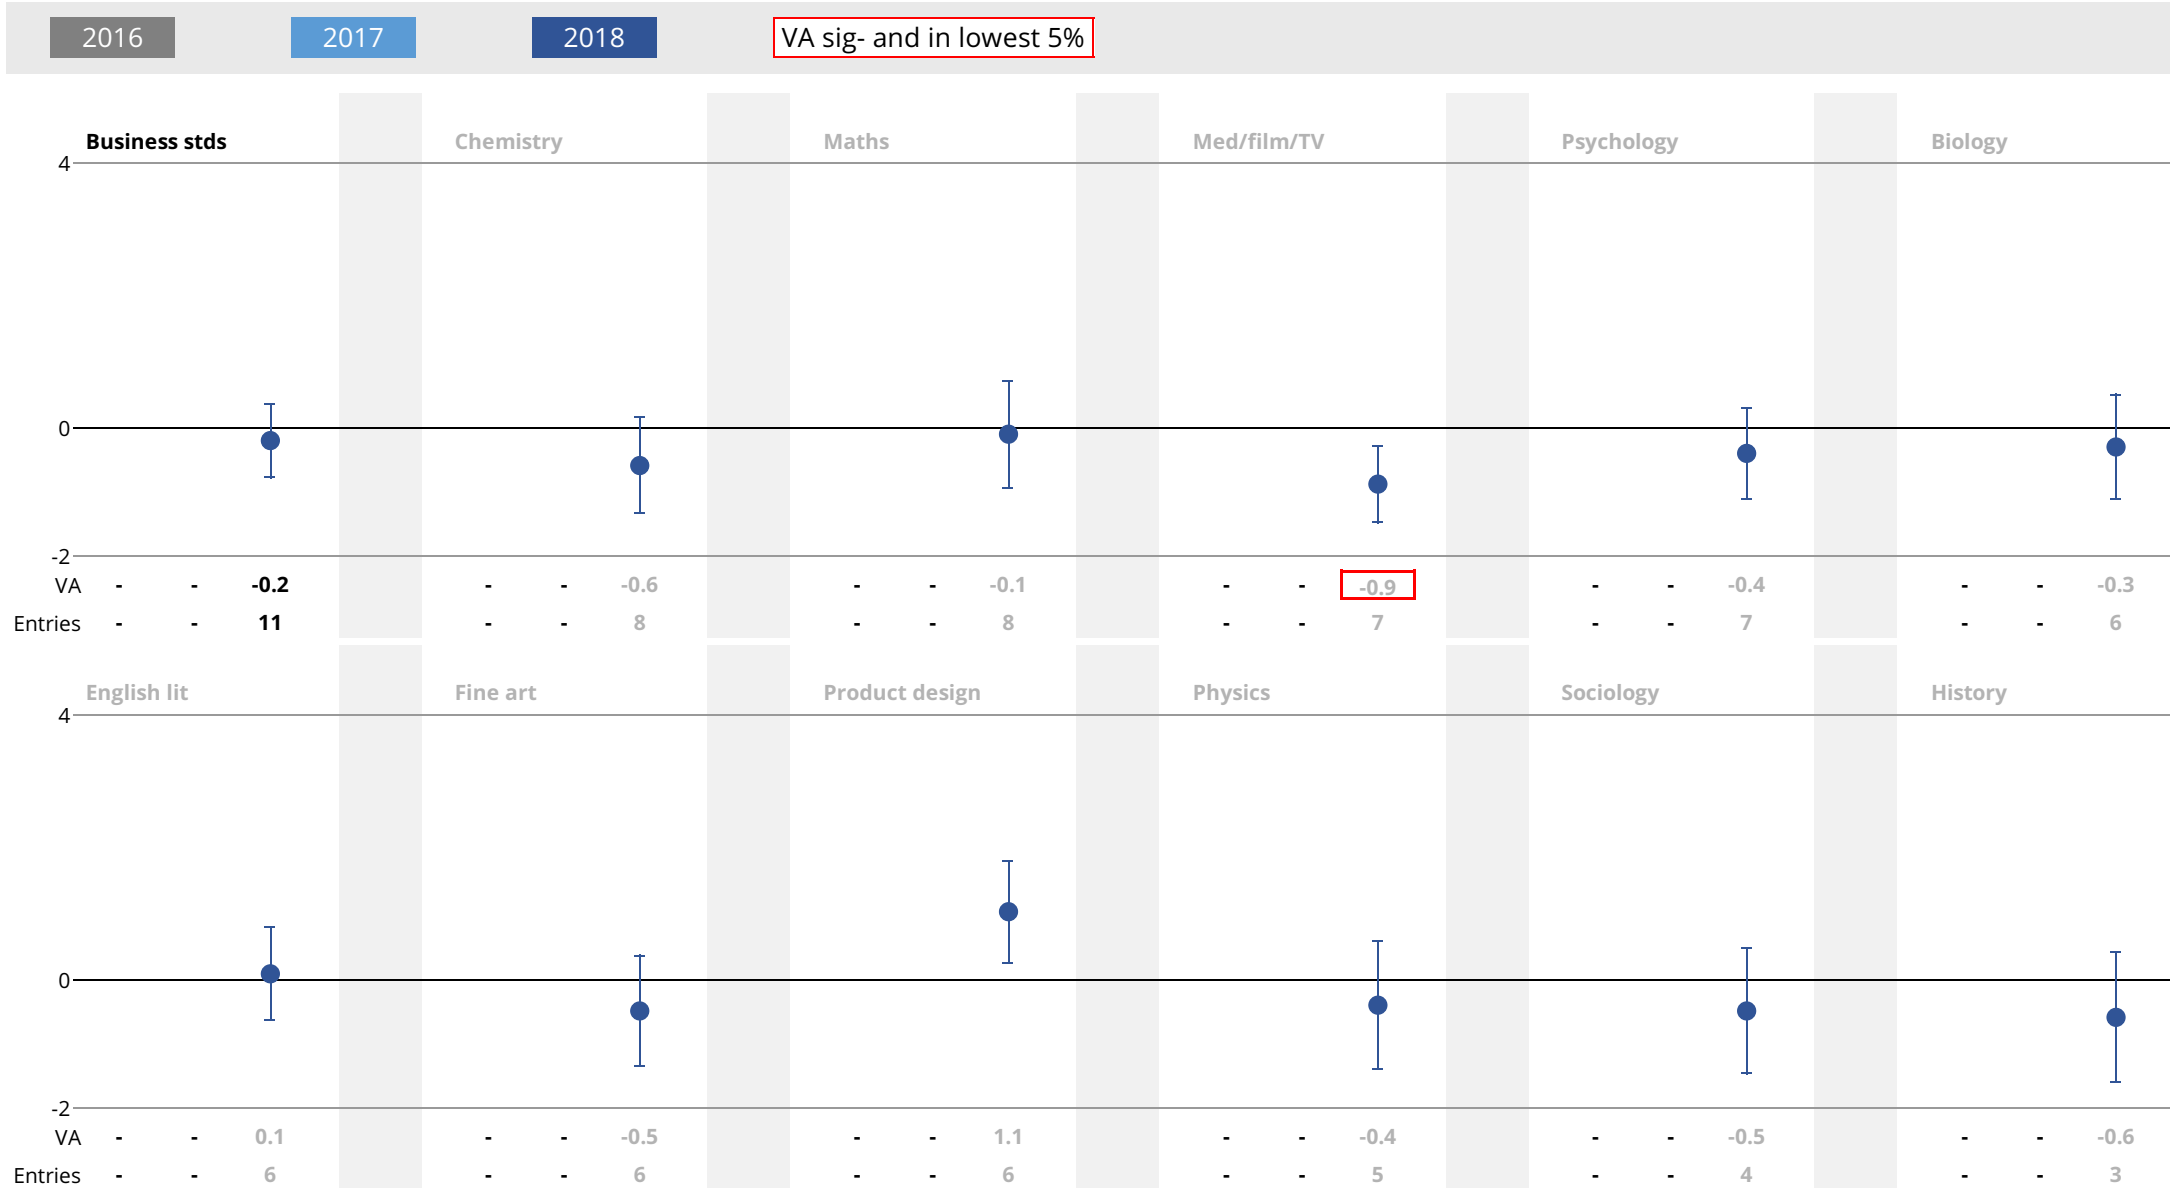 2016 2017 2018 VA sig- and in lowest 5%
Business stds Chemistry Maths Med/film/TV Psychology Biology
4
0
-2
VA - - -0.2 - - -0.6 - - -0.1 - - -0.9 - - -0.4 - - -0.3
Entries - - 11 - - 8 - - 8 - - 7 - - 7 - - 6
English lit Fine art Product design Physics Sociology History
4
0
-2
VA - - 0.1 - - -0.5 - - 1.1 - - -0.4 - - -0.5 - - -0.6
Entries - - 6 - - 6 - - 6 - - 5 - - 4 - - 3